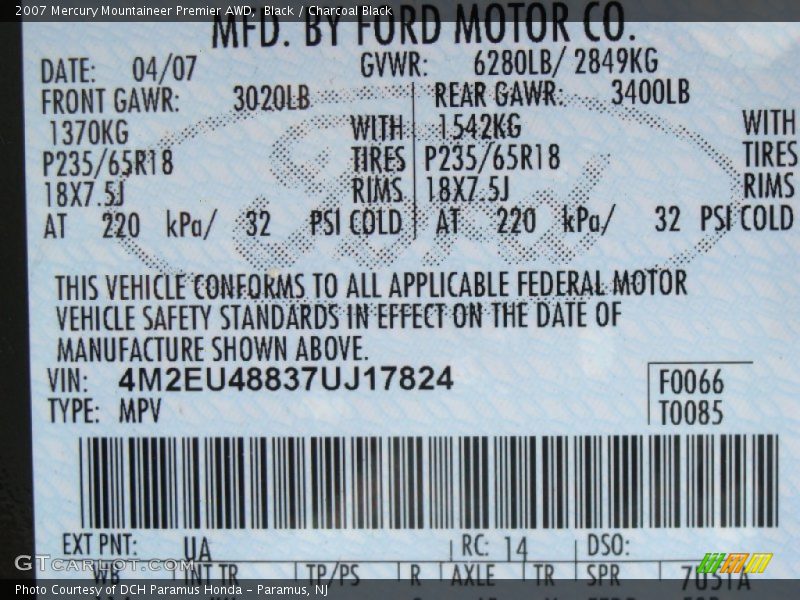 2007 Mercury Mountaineer Premier AWD, Black / Charcoal Black
MFD. BY FORD MOTOR CO.
DATE: 04/07 GVWR: 6280LB/ 2849KG
FRONT GAWR: 3020LB REAR GAWR: 3400LB
1370KG WITH 1542KG WITH
P235/65R18 TIRES P235/65R18 TIRES
18X7.5J RIMS 18X7.5J RIMS
AT 220 kPa/ 32 PSI COLD AT 220 kPa/ 32 PSI COLD
Ford
THIS VEHICLE CONFORMS TO ALL APPLICABLE FEDERAL MOTOR
VEHICLE SAFETY STANDARDS IN EFFECT ON THE DATE OF
MANUFACTURE SHOWN ABOVE.
VIN: 4M2EU48837UJ17824 F0066
TYPE: MPV T0085
EXT PNT: UA RC: 14 DSO:
WB INT TR TP/PS R AXLE TR SPR 7051A
GTCarLot.com
Photo Courtesy of DCH Paramus Honda - Paramus, NJ